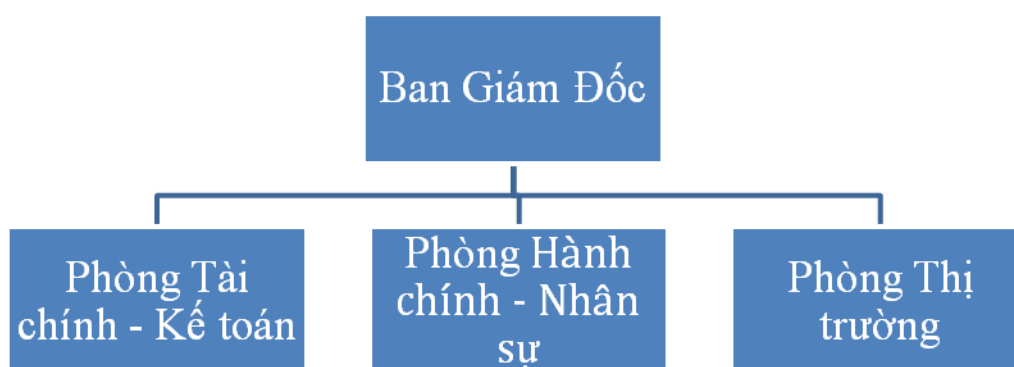 Ban Giám Đốc
Phòng Tài
chính - Kế toán
Phòng Hành
chính - Nhân
sự
Phòng Thị
trường